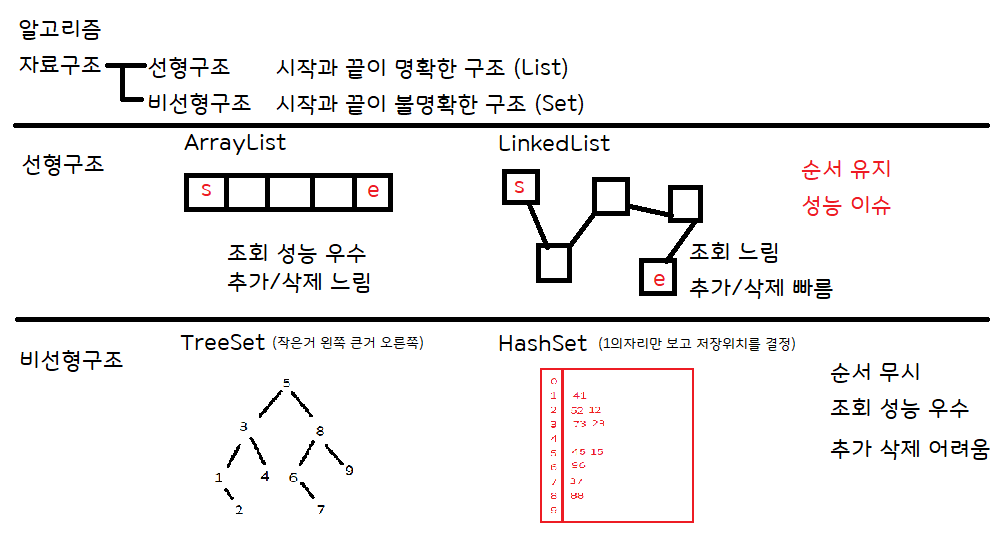 알고리즘
자료구조 선형구조 시작과 끝이 명확한 구조 (List)
비선형구조 시작과 끝이 불명확한 구조 (Set)
선형구조
ArrayList
s e
조회 성능 우수
추가/삭제 느림
LinkedList
s
e
조회 느림
추가/삭제 빠름
순서 유지
성능 이슈
비선형구조
TreeSet (작은거 왼쪽 큰거 오른쪽)
5
3 8
1 4 6 9
2 7
HashSet (1의자리만 보고 저장위치를 결정)
0
1 41
2 52 12
3 73 23
4
5 45 15
6 96
7 37
8 88
9
순서 무시
조회 성능 우수
추가 삭제 어려움